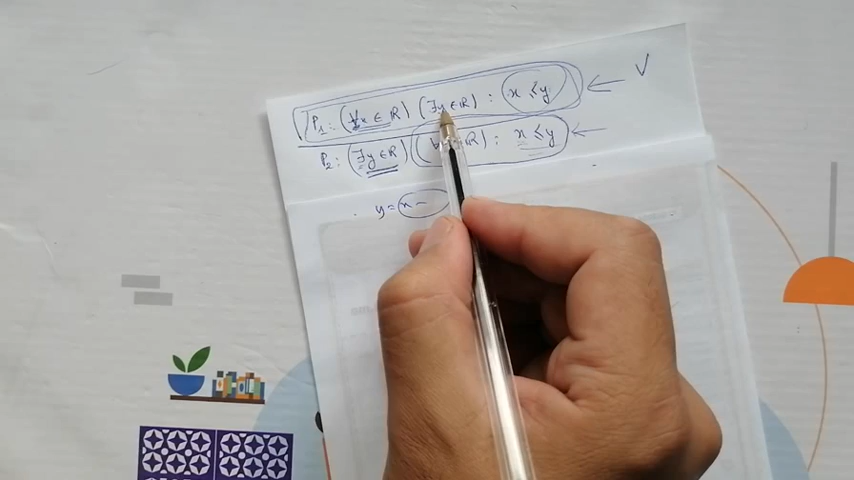 P₁: (∀x ∈ ℝ) (∃y ∈ ℝ) : x ≤ y ← V
P₂: (∃y ∈ ℝ) (∀ ∈ ℝ) : x ≤ y ←
y = x -